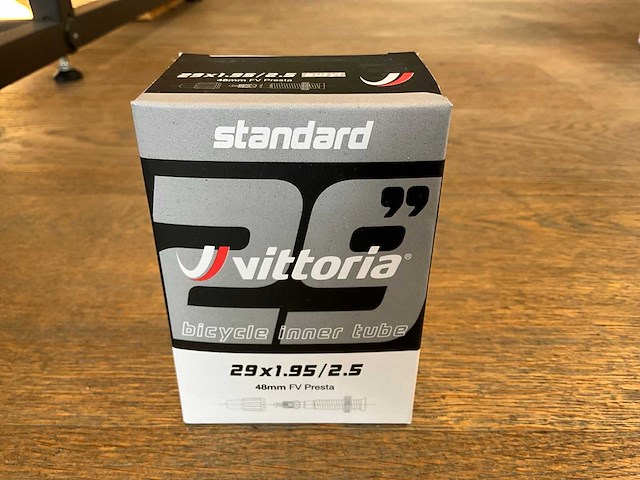 29x1.95/2.5
48mm FV Presta
standard
29”
vittoria®
bicycle inner tube
29x1.95/2.5
48mm FV Presta